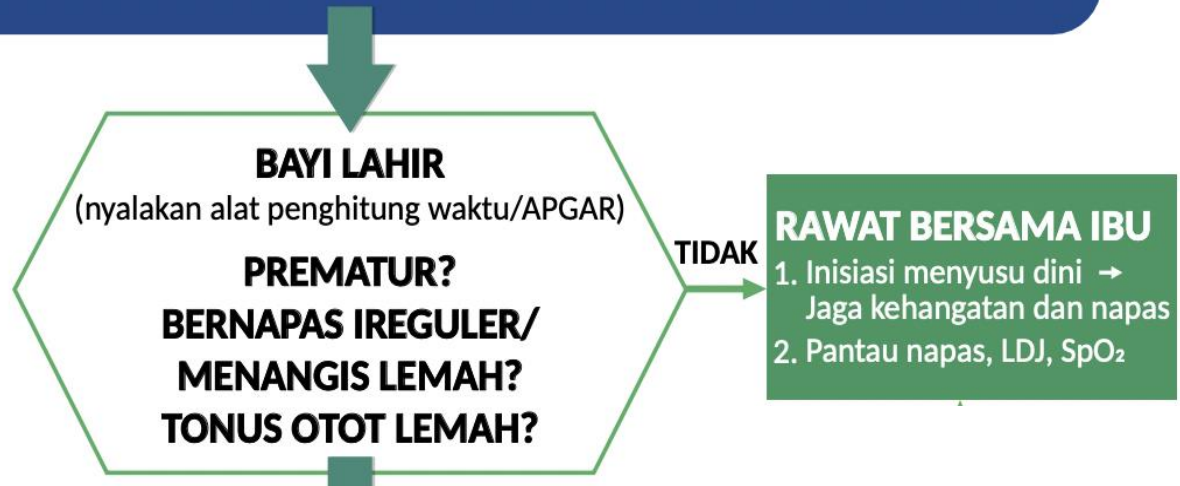 BAYI LAHIR
(nyalakan alat penghitung waktu/APGAR)
PREMATUR?
BERNAPAS IREGULER/
MENANGIS LEMAH?
TONUS OTOT LEMAH?
TIDAK
RAWAT BERSAMA IBU
1. Inisiasi menyusu dini →
Jaga kehangatan dan napas
2. Pantau napas, LDJ, SpO₂